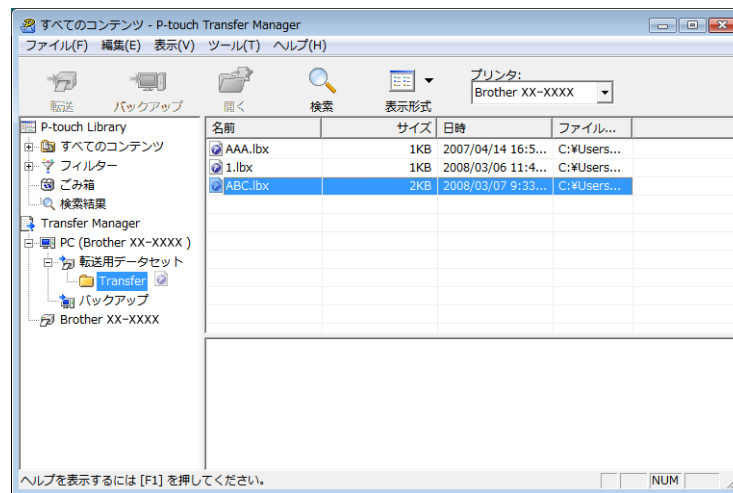 すべてのコンテンツ - P-touch Transfer Manager
ファイル(F) 編集(E) 表示(V) ツール(T) ヘルプ(H)
転送 バックアップ 開く 検索 表示形式 プリンタ:
Brother XX-XXXX
P-touch Library
すべてのコンテンツ
フィルター
ごみ箱
検索結果
Transfer Manager
PC (Brother XX-XXXX )
転送用データセット
Transfer
バックアップ
Brother XX-XXXX
名前 サイズ 日時 ファイル...
AAA.lbx 1KB 2007/04/14 16:5... C:¥Users...
1.lbx 1KB 2008/03/06 11:4... C:¥Users...
ABC.lbx 2KB 2008/03/07 9:33... C:¥Users...
ヘルプを表示するには [F1] を押してください。 NUM